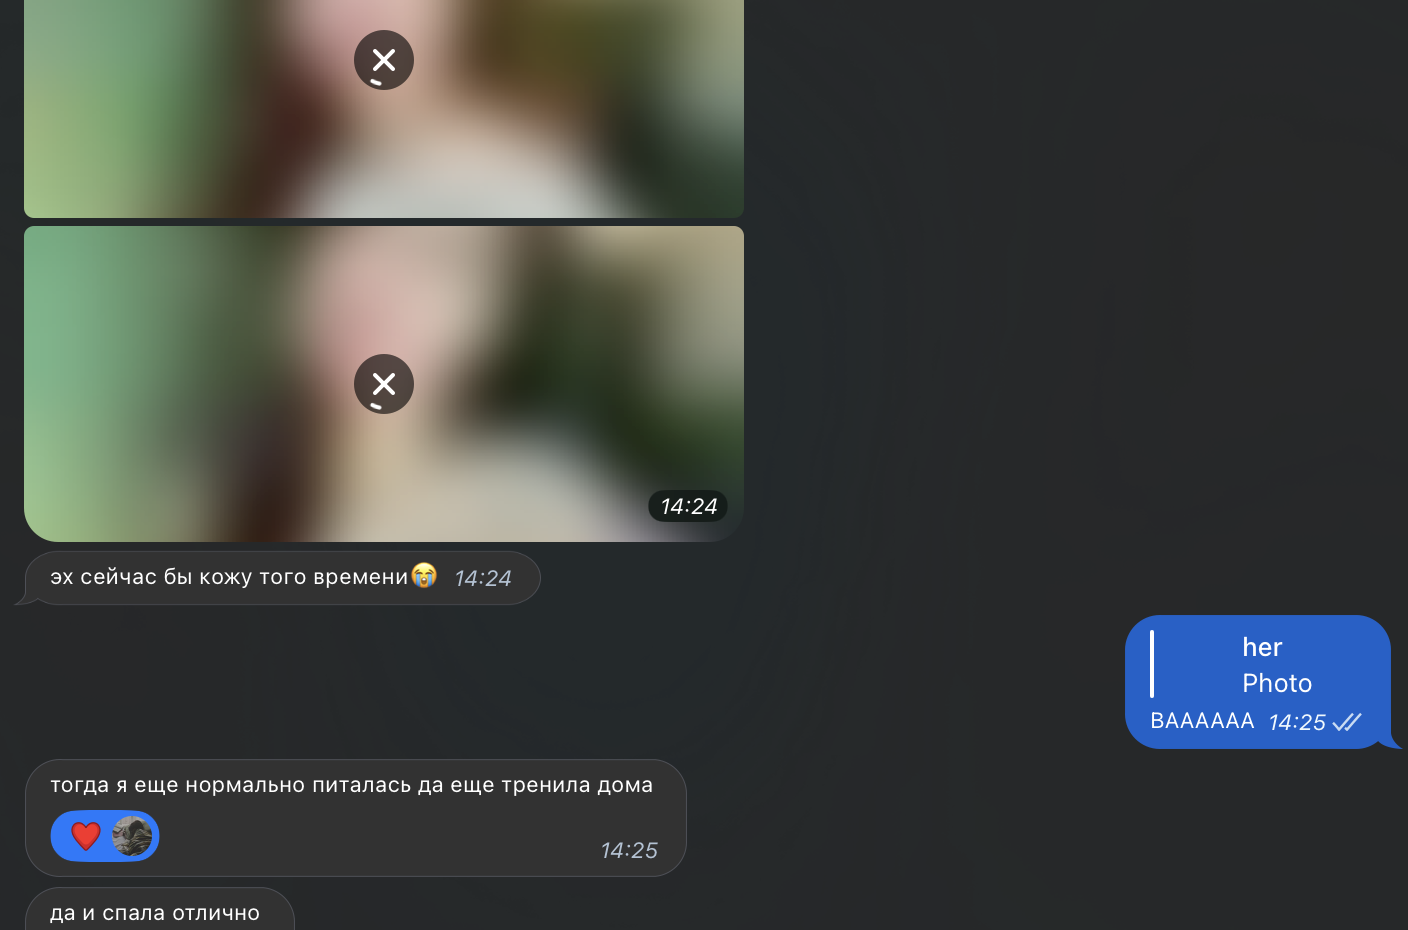 14:24
эх сейчас бы кожу того времени😭 14:24
her
Photo
ВААААААА 14:25
тогда я еще нормально питалась да еще тренила дома
❤️ 14:25
да и спала отлично